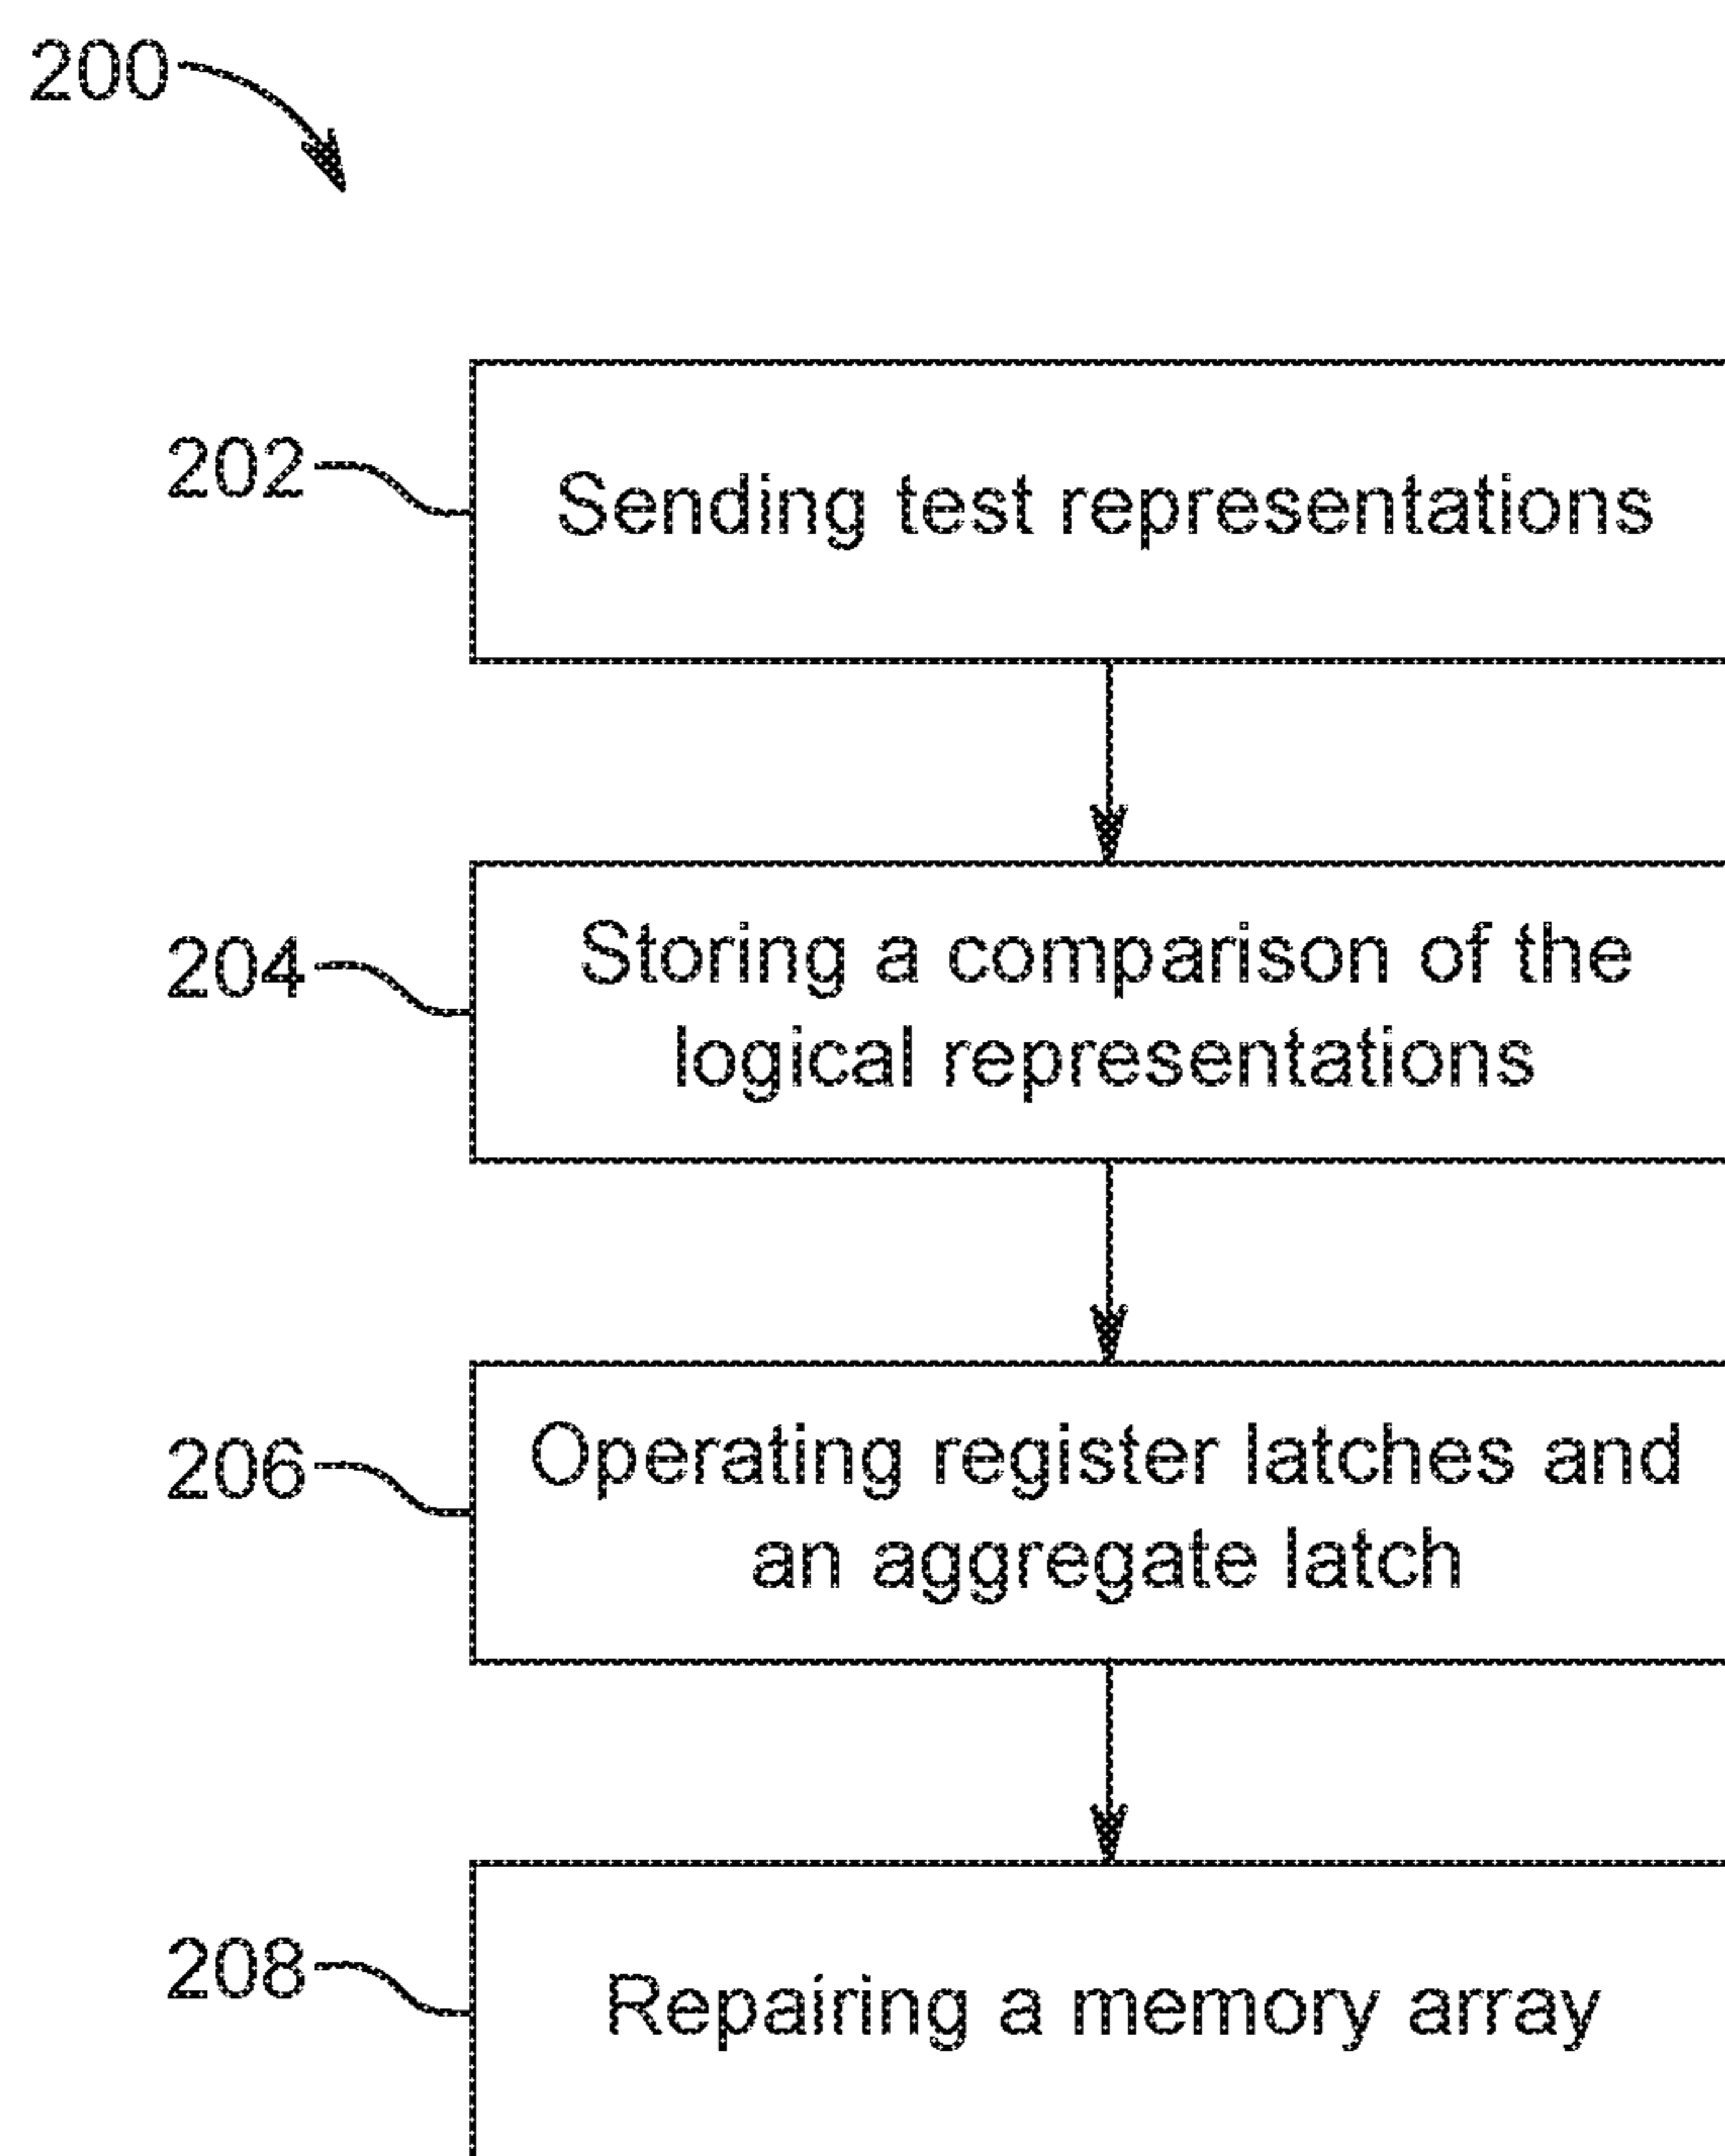 200
202
Sending test representations
204
Storing a comparison of the
logical representations
206
Operating register latches and
an aggregate latch
208
Repairing a memory array